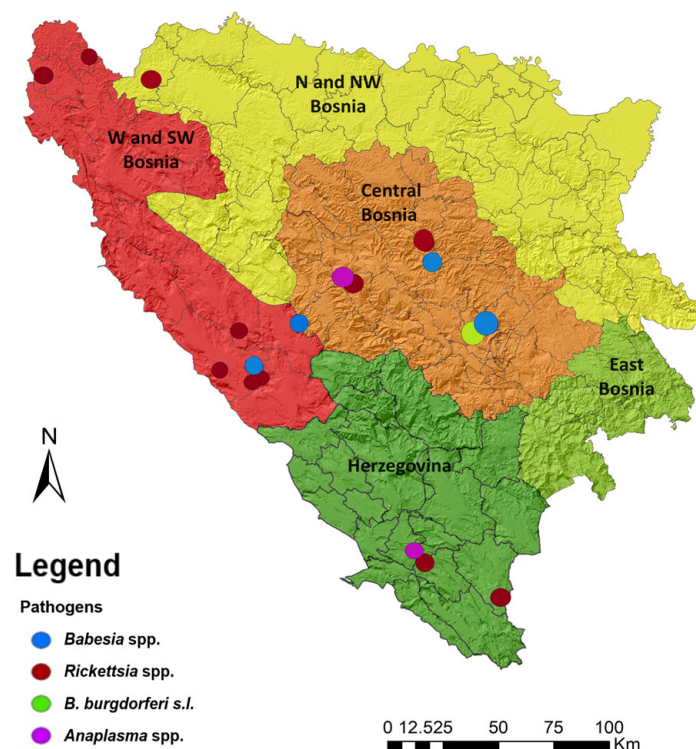 N and NW
Bosnia
W and SW
Bosnia
Central
Bosnia
East
Bosnia
N
Herzegovina
Legend
Pathogens
Babesia spp.
Rickettsia spp.
B. burgdorferi s.l.
Anaplasma spp.
0 12.525 50 75 100
Km